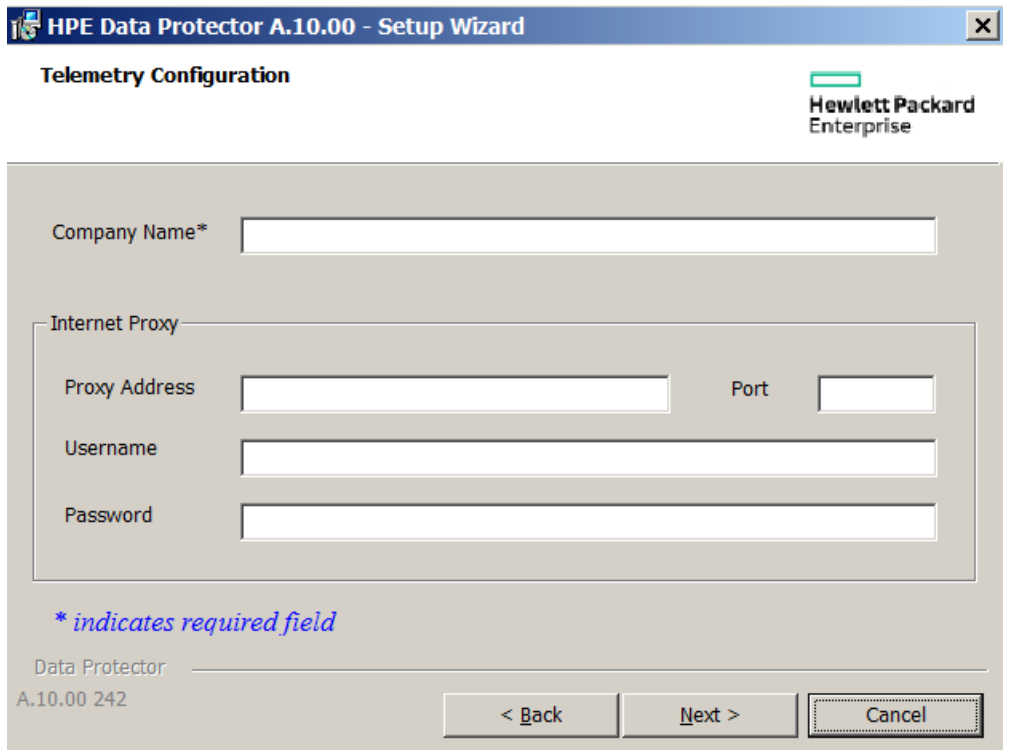 HPE Data Protector A.10.00 - Setup Wizard
Telemetry Configuration
Hewlett Packard
Enterprise
Company Name*
Internet Proxy
Proxy Address
Port
Username
Password
* indicates required field
Data Protector
A.10.00 242
< Back
Next >
Cancel